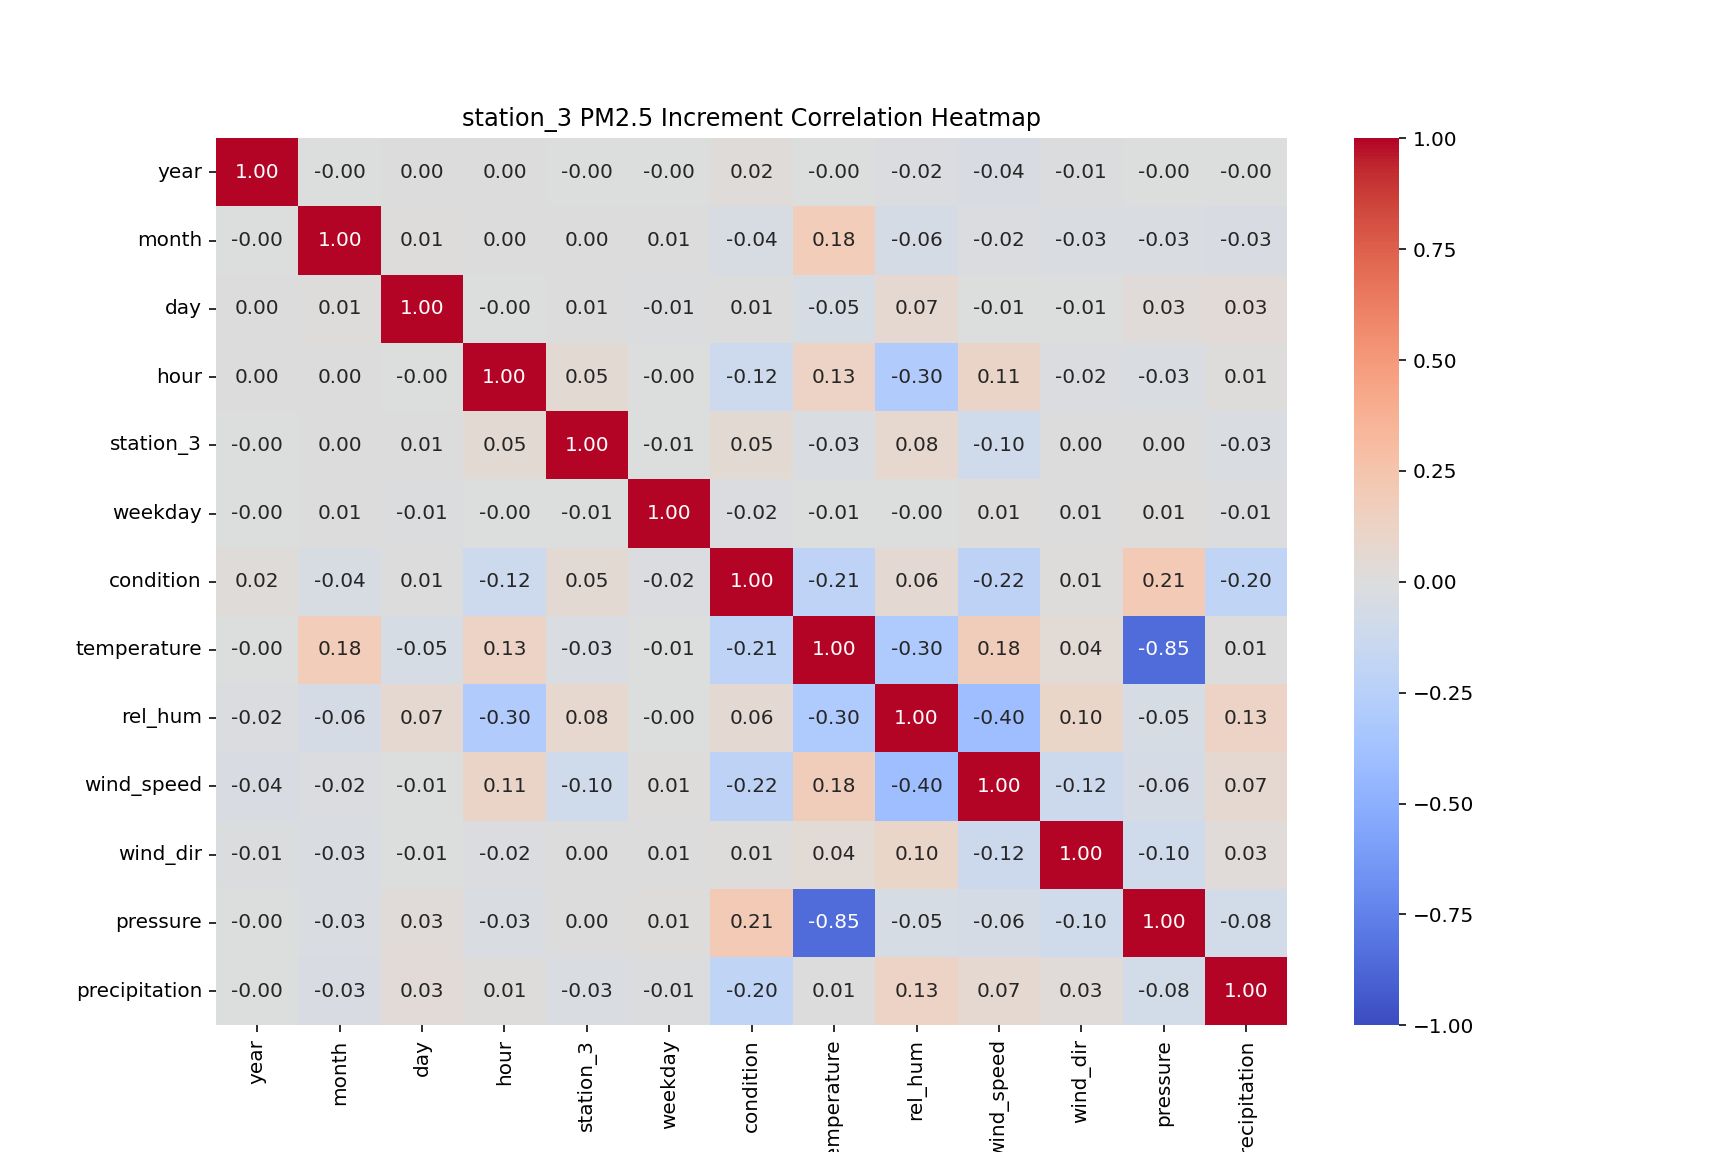 station_3 PM2.5 Increment Correlation Heatmap
year 1.00 -0.00 0.00 0.00 -0.00 -0.00 0.02 -0.00 -0.02 -0.04 -0.01 -0.00 -0.00
month -0.00 1.00 0.01 0.00 0.00 0.01 -0.04 0.18 -0.06 -0.02 -0.03 -0.03 -0.03
day 0.00 0.01 1.00 -0.00 0.01 -0.01 0.01 -0.05 0.07 -0.01 -0.01 0.03 0.03
hour 0.00 0.00 -0.00 1.00 0.05 -0.00 -0.12 0.13 -0.30 0.11 -0.02 -0.03 0.01
station_3 -0.00 0.00 0.01 0.05 1.00 -0.01 0.05 -0.03 0.08 -0.10 0.00 0.00 -0.03
weekday -0.00 0.01 -0.01 -0.00 -0.01 1.00 -0.02 -0.01 -0.00 0.01 0.01 0.01 -0.01
condition 0.02 -0.04 0.01 -0.12 0.05 -0.02 1.00 -0.21 0.06 -0.22 0.01 0.21 -0.20
temperature -0.00 0.18 -0.05 0.13 -0.03 -0.01 -0.21 1.00 -0.30 0.18 0.04 -0.85 0.01
rel_hum -0.02 -0.06 0.07 -0.30 0.08 -0.00 0.06 -0.30 1.00 -0.40 0.10 -0.05 0.13
wind_speed -0.04 -0.02 -0.01 0.11 -0.10 0.01 -0.22 0.18 -0.40 1.00 -0.12 -0.06 0.07
wind_dir -0.01 -0.03 -0.01 -0.02 0.00 0.01 0.01 0.04 0.10 -0.12 1.00 -0.10 0.03
pressure -0.00 -0.03 0.03 -0.03 0.00 0.01 0.21 -0.85 -0.05 -0.06 -0.10 1.00 -0.08
precipitation -0.00 -0.03 0.03 0.01 -0.03 -0.01 -0.20 0.01 0.13 0.07 0.03 -0.08 1.00
year month day hour station_3 weekday condition emperature rel_hum wind_speed wind_dir pressure recipitation
1.00
0.75
0.50
0.25
0.00
−0.25
−0.50
−0.75
−1.00